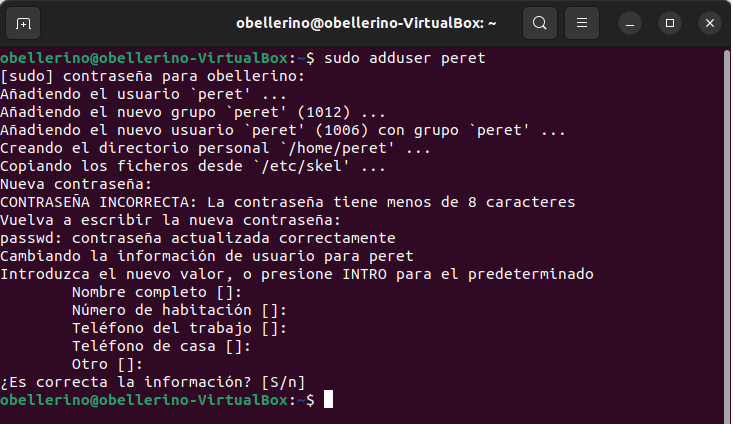 obellerino@obellerino-VirtualBox: ~
obellerino@obellerino-VirtualBox:~$ sudo adduser peret
[sudo] contraseña para obellerino:
Añadiendo el usuario `peret' ...
Añadiendo el nuevo grupo `peret' (1012) ...
Añadiendo el nuevo usuario `peret' (1006) con grupo `peret' ...
Creando el directorio personal `/home/peret' ...
Copiando los ficheros desde `/etc/skel' ...
Nueva contraseña:
CONTRASEÑA INCORRECTA: La contraseña tiene menos de 8 caracteres
Vuelva a escribir la nueva contraseña:
passwd: contraseña actualizada correctamente
Cambiando la información de usuario para peret
Introduzca el nuevo valor, o presione INTRO para el predeterminado
        Nombre completo []:
        Número de habitación []:
        Teléfono del trabajo []:
        Teléfono de casa []:
        Otro []:
¿Es correcta la información? [S/n]
obellerino@obellerino-VirtualBox:~$